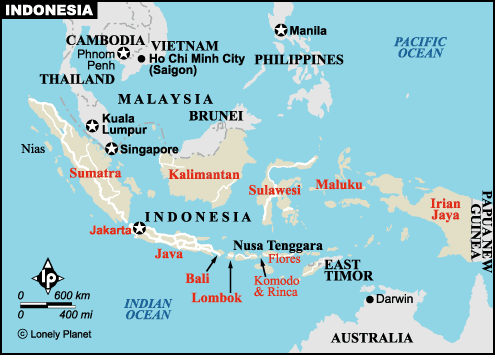 INDONESIA
CAMBODIA
Phnom
Penh
VIETNAM
Ho Chi Minh City
(Saigon)
THAILAND
Manila
PHILIPPINES
PACIFIC
OCEAN
MALAYSIA
BRUNEI
Kuala
Lumpur
Singapore
Nias
Sumatra
Kalimantan
Sulawesi
Maluku
Irian
Jaya
PAPUA NEW
GUINEA
INDONESIA
Jakarta
Java
Bali
Lombok
Nusa Tenggara
Flores
Komodo
& Rinca
EAST
TIMOR
Darwin
INDIAN
OCEAN
AUSTRALIA
lp
0 600 km
0 400 mi
© Lonely Planet